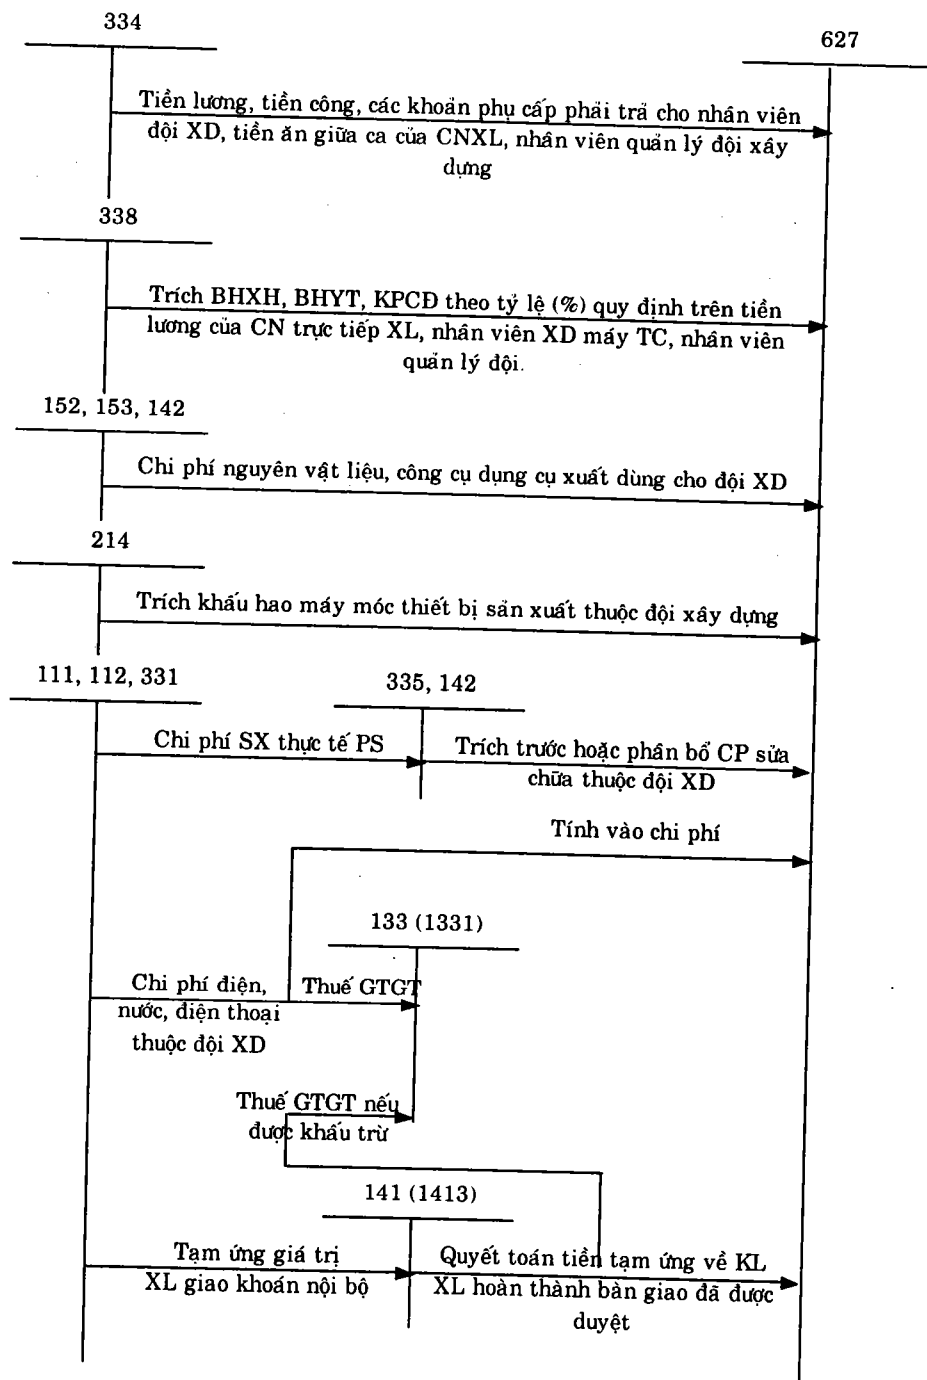 334
627
Tiền lương, tiền công, các khoản phụ cấp phải trả cho nhân viên
đội XD, tiền ăn giữa ca của CNXL, nhân viên quản lý đội xây
dựng
338
Trích BHXH, BHYT, KPCĐ theo tỷ lệ (%) quy định trên tiền
lương của CN trực tiếp XL, nhân viên XD máy TC, nhân viên
quản lý đội.
152, 153, 142
Chi phí nguyên vật liệu, công cụ dụng cụ xuất dùng cho đội XD
214
Trích khấu hao máy móc thiết bị sản xuất thuộc đội xây dựng
111, 112, 331
335, 142
Chi phí SX thực tế PS
Trích trước hoặc phân bổ CP sửa
chữa thuộc đội XD
Tính vào chi phí
133 (1331)
Chi phí điện,
nước, điện thoại
thuộc đội XD
Thuế GTGT
Thuế GTGT nếu
được khấu trừ
141 (1413)
Tạm ứng giá trị
XL giao khoán nội bộ
Quyết toán tiền tạm ứng về KL
XL hoàn thành bàn giao đã được
duyệt